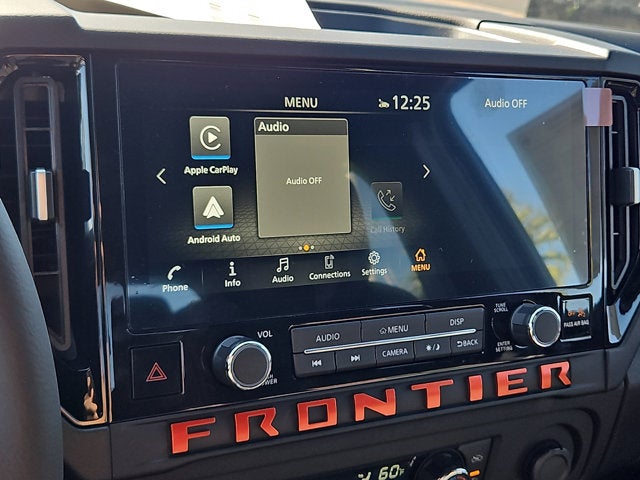 MENU
12:25
Audio OFF
Apple CarPlay
Audio
Audio OFF
Android Auto
Call History
Phone
Info
Audio
Connections
Settings
MENU
VOL
AUDIO
MENU
DISP
CAMERA
BACK
TUNE
SCROLL
ENTER
SETTING
PASS AIR BAG
FRONTIER
60°F